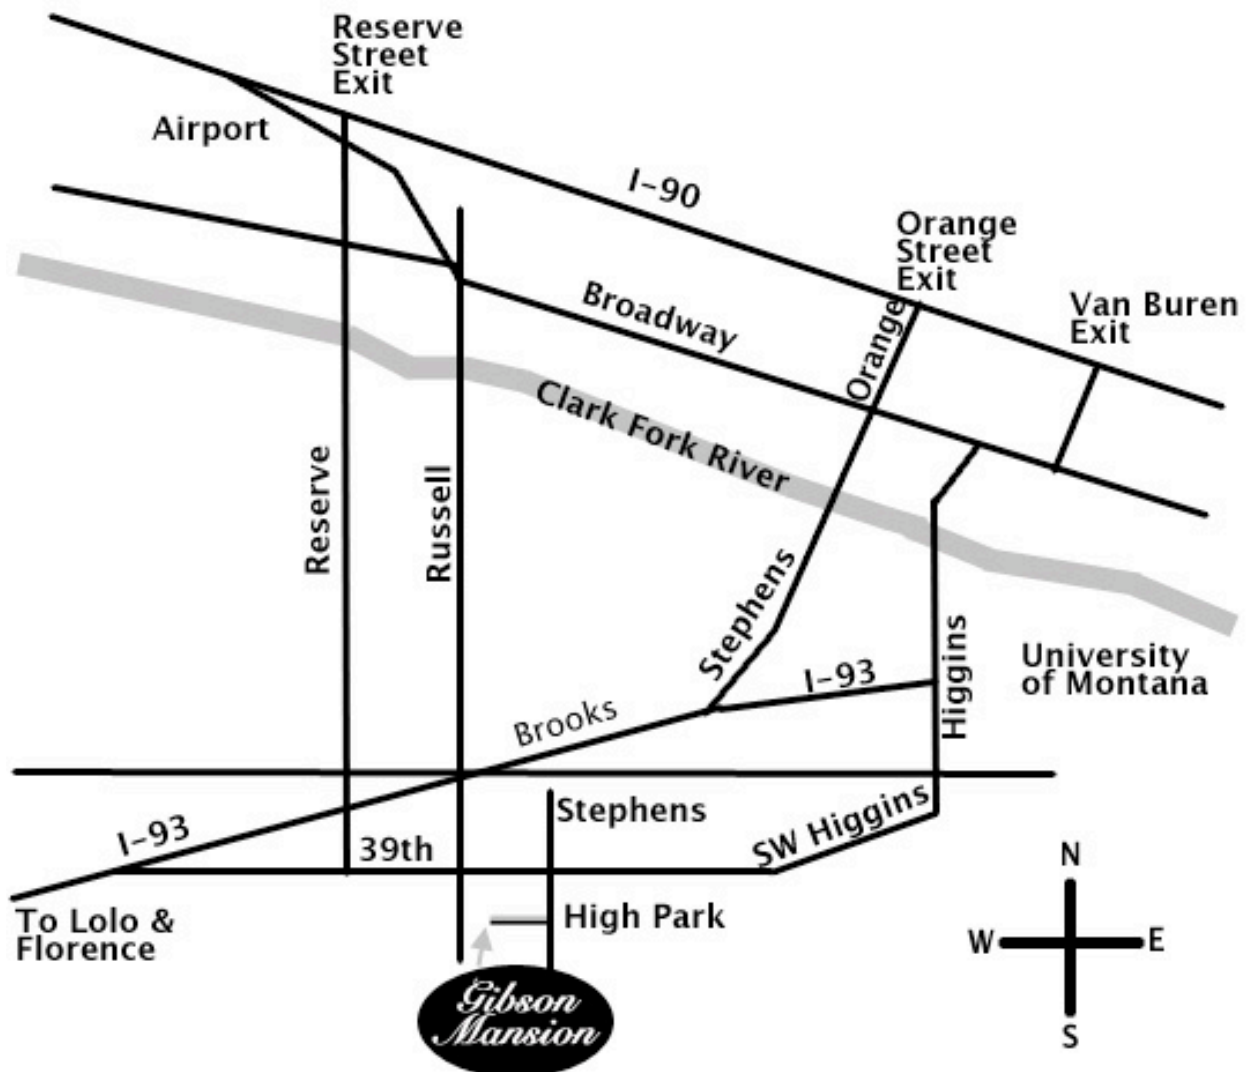 Reserve
Street
Exit
Airport
I-90
Orange
Street
Exit
Van Buren
Exit
Broadway
Orange
Clark Fork River
Reserve
Russell
Stephens
I-93
Higgins
University
of Montana
Brooks
Stephens
SW Higgins
I-93
39th
N
High Park
To Lolo &
Florence
W
E
Gibson
Mansion
S